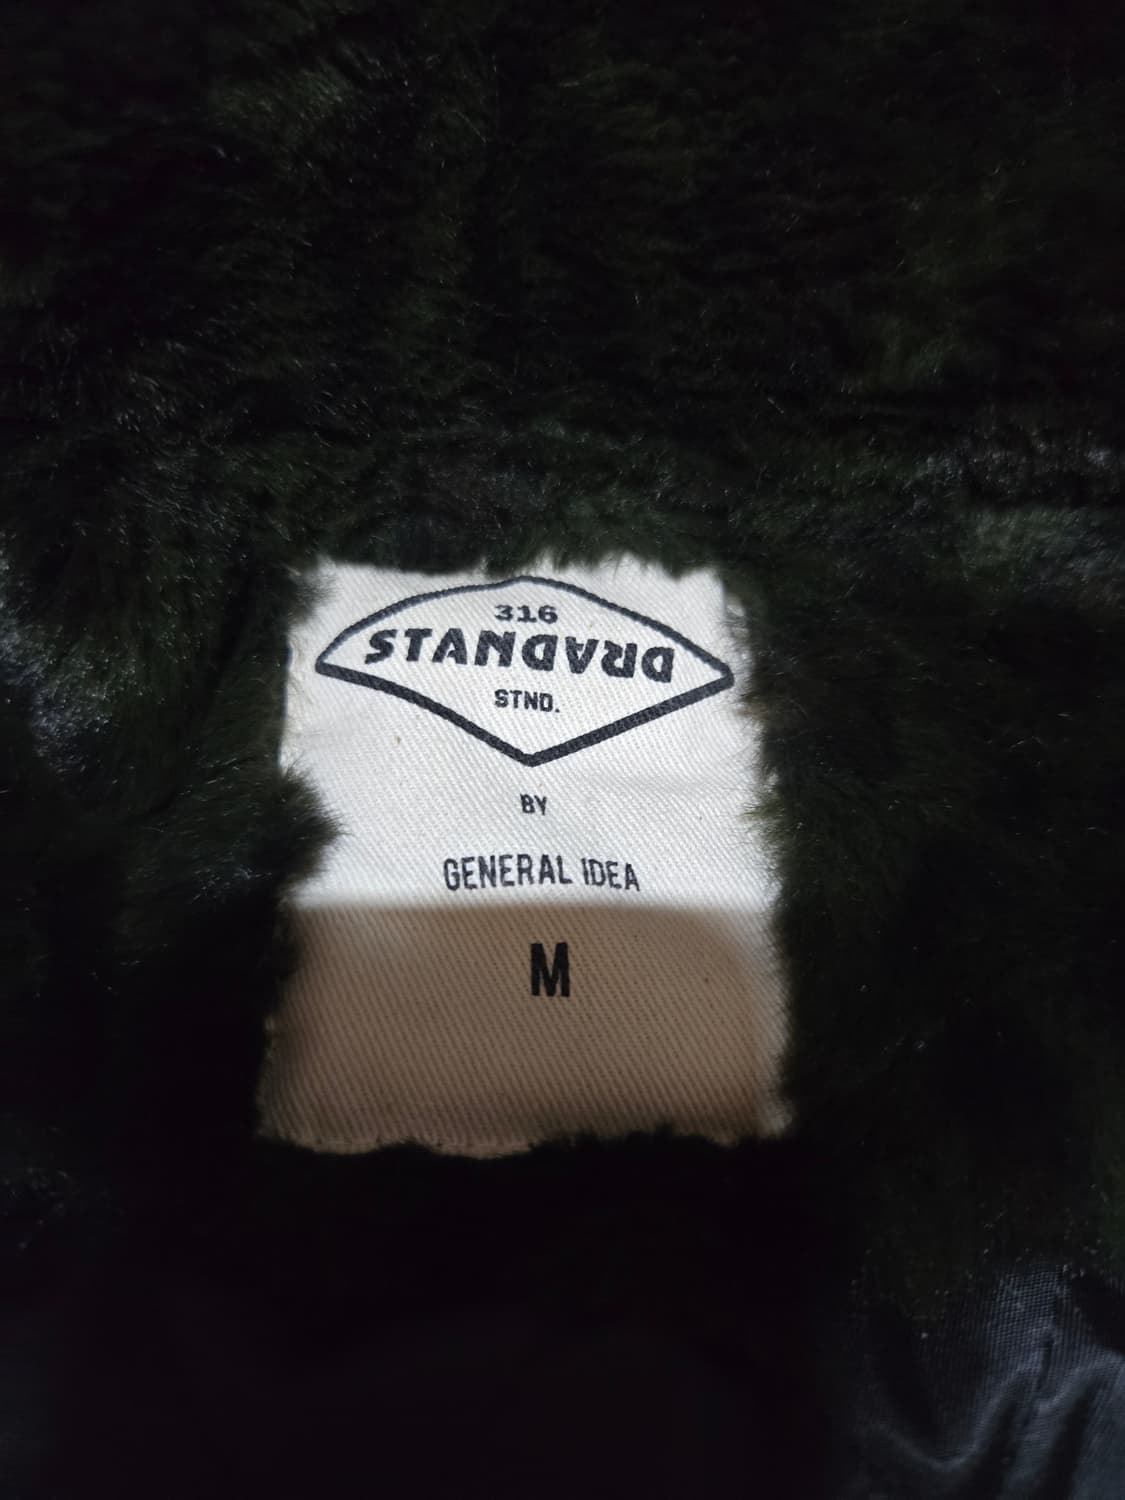 316
STANDARD
STND.
BY
GENERAL IDEA
M